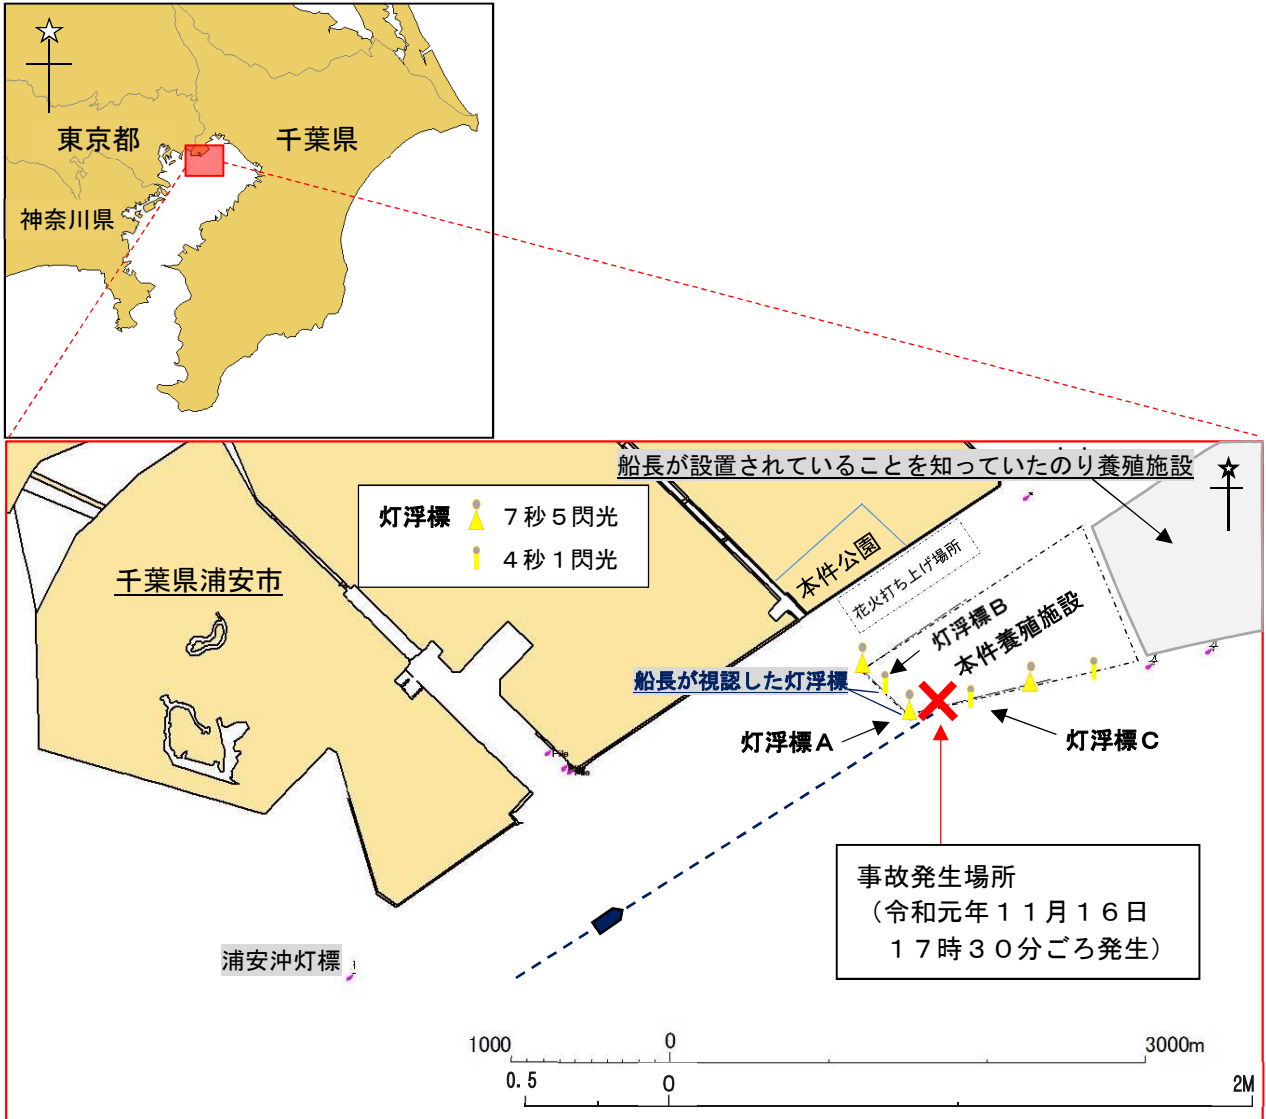 東京都
千葉県
神奈川県
船長が設置されていることを知っていたのり養殖施設
灯浮標
７秒５閃光
４秒１閃光
千葉県浦安市
本件公園
花火打ち上げ場所
灯浮標Ｂ
本件養殖施設
船長が視認した灯浮標
灯浮標Ａ
灯浮標Ｃ
事故発生場所
（令和元年１１月１６日
１７時３０分ごろ発生）
浦安沖灯標
1000 0 3000m
0.5 0 2M